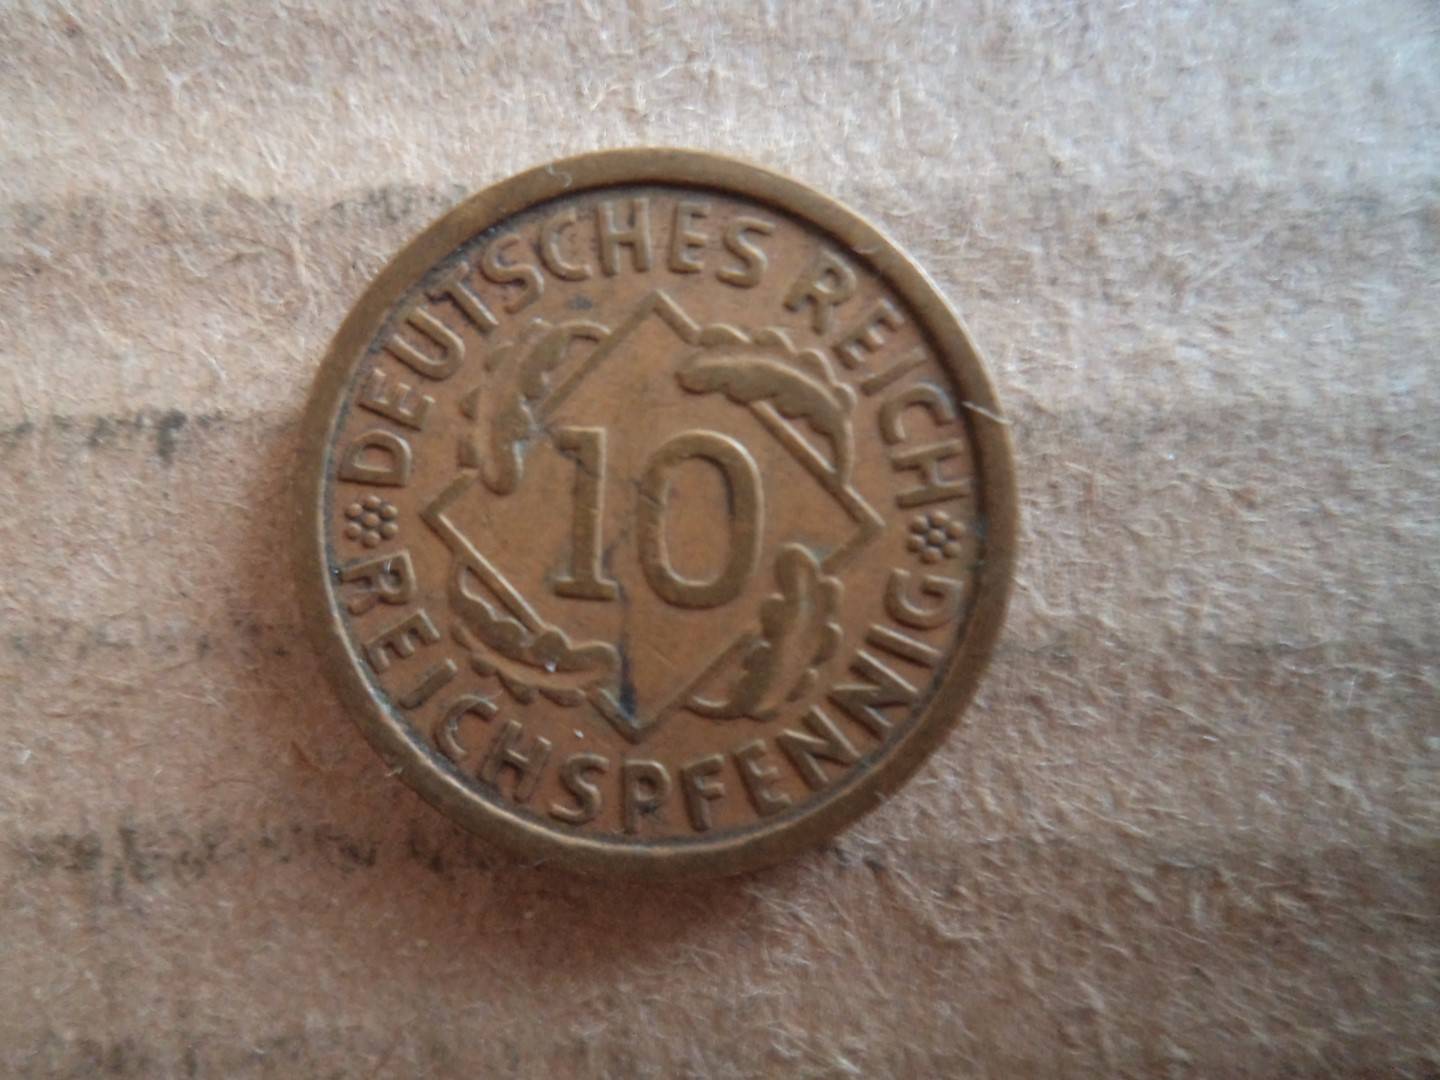 DEUTSCHES REICH
10
REICHSPFENNIG